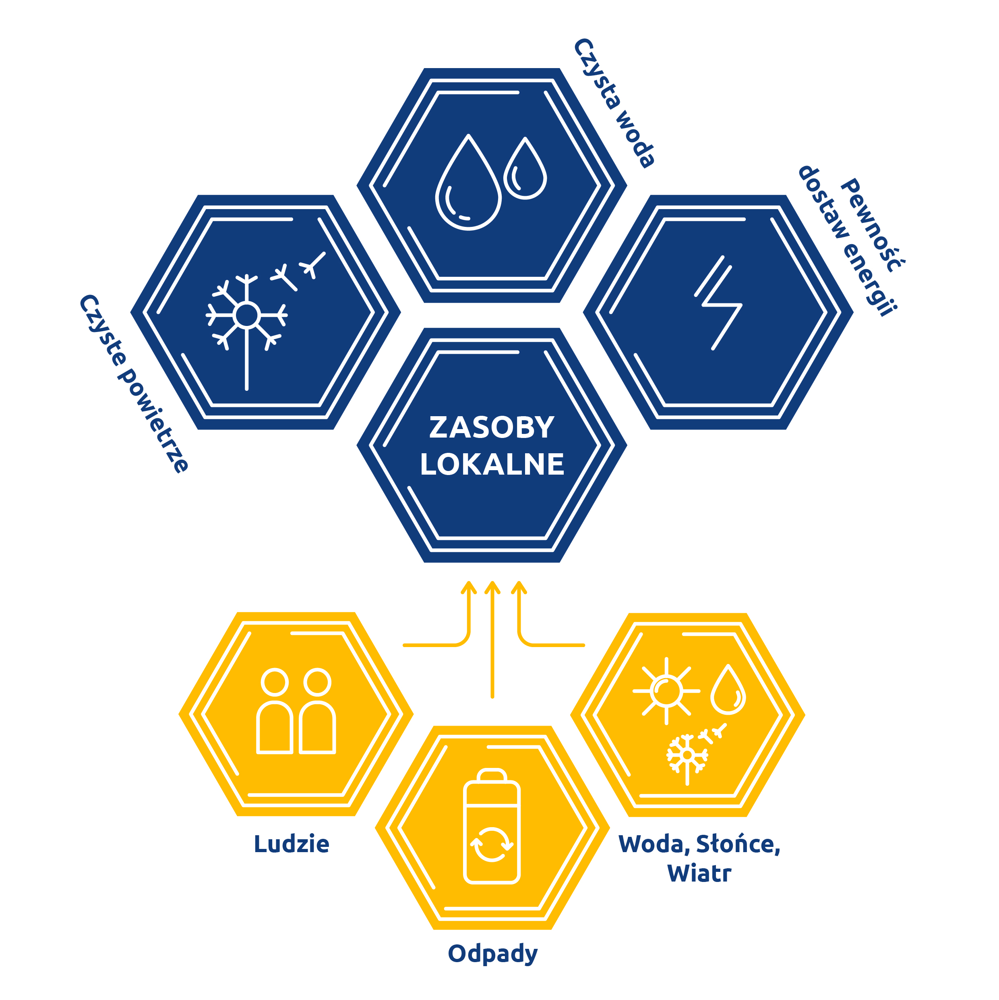 Czysta woda
Pewność
dostaw energii
Czyste powietrze
ZASOBY
LOKALNE
Ludzie
Woda, Słońce,
Wiatr
Odpady